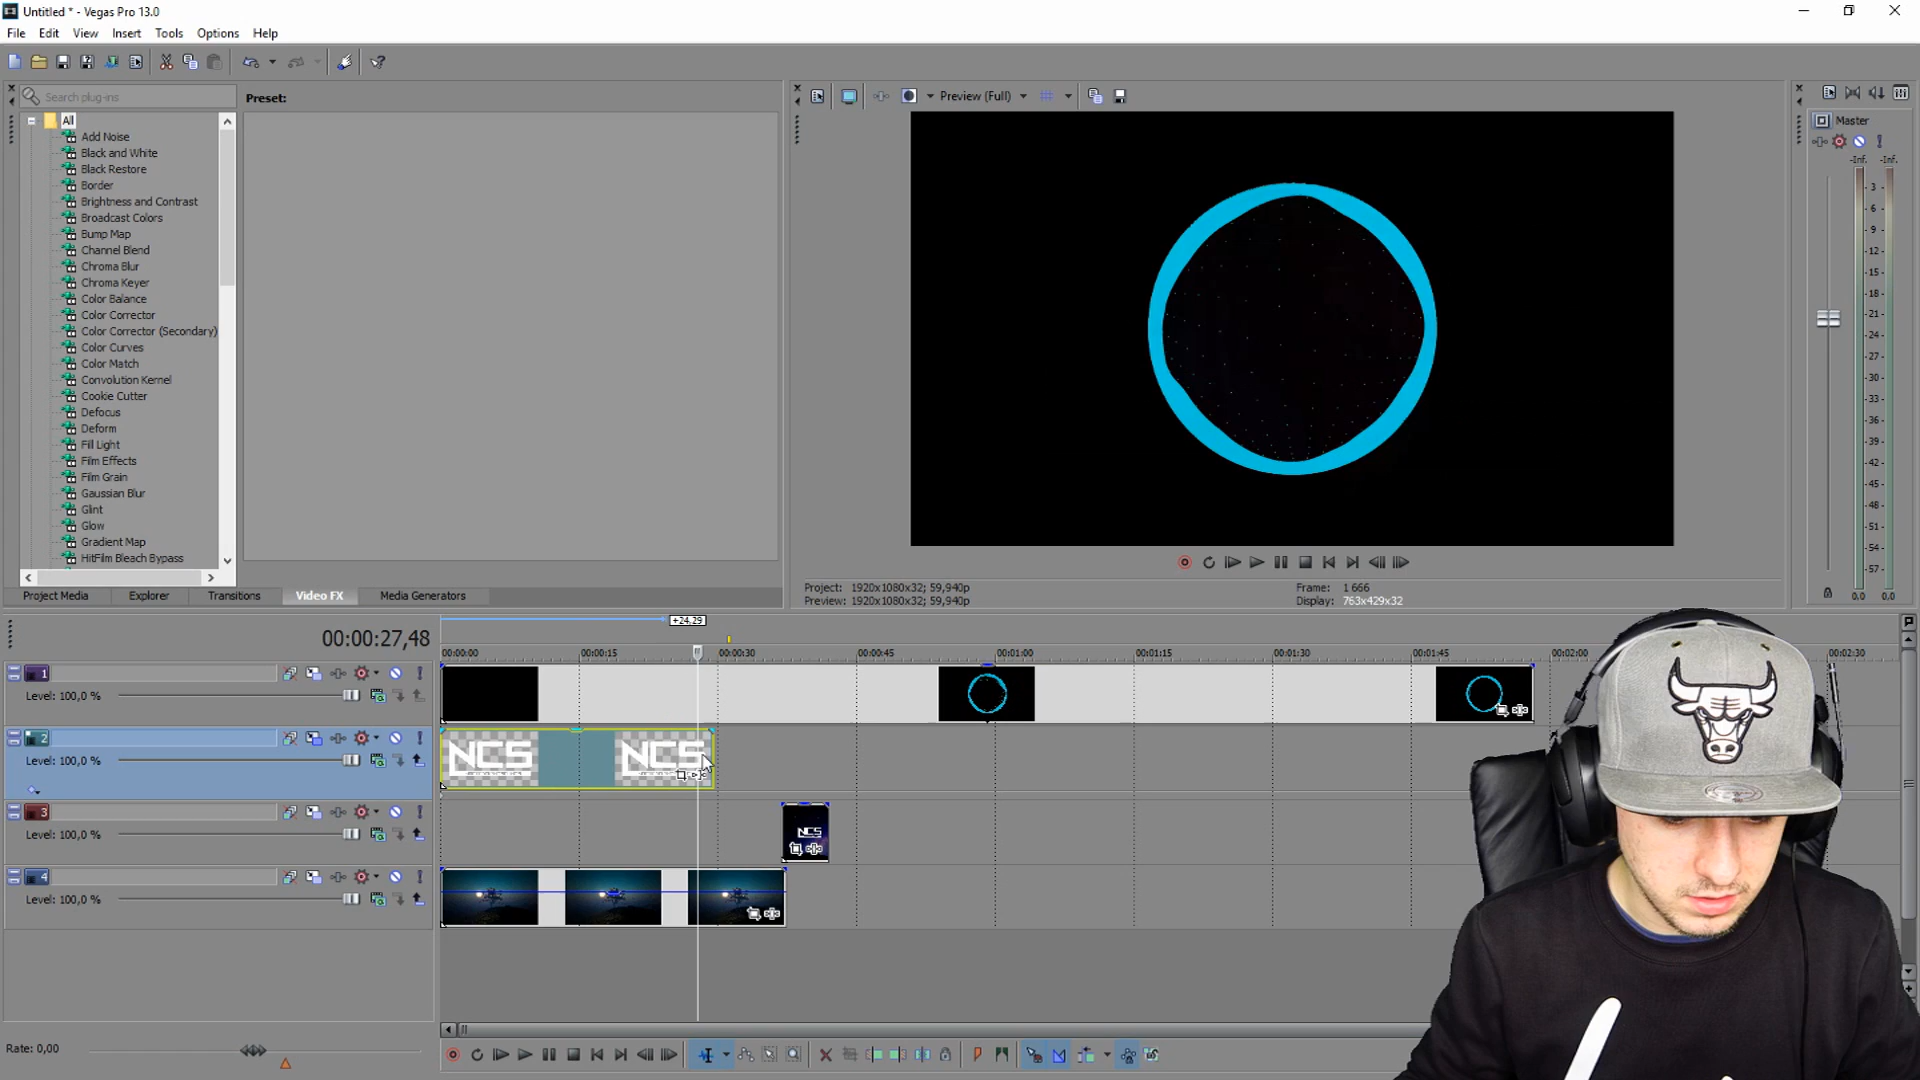 Untitled * - Vegas Pro 13.0
File Edit View Insert Tools Options Help
Search plug-ins
Preset:
Preview (Full)
Master
All
Add Noise
Black and White
Black Restore
Border
Brightness and Contrast
Broadcast Colors
Bump Map
Channel Blend
Chroma Blur
Chroma Keyer
Color Balance
Color Corrector
Color Corrector (Secondary)
Color Curves
Color Match
Convolution Kernel
Cookie Cutter
Defocus
Deform
Fill Light
Film Effects
Film Grain
Gaussian Blur
Glint
Glow
Gradient Map
HitFilm Bleach Bypass
-Inf. -Inf.
3
6
9
12
15
18
21
24
27
30
33
36
39
42
45
48
51
54
57
0,0 0,0
Project Media Explorer Transitions Video FX Media Generators
Project: 1920x1080x32; 59,940p
Preview: 1920x1080x32; 59,940p
Frame: 1 666
Display: 763x429x32
+24.29
00:00:27,48
00:00:00 00:00:15 00:00:30 00:00:45 00:01:00 00:01:15 00:01:30 00:01:45 00:02:00 00:02:30
1
Level: 100,0 %
2
Level: 100,0 %
NCS NCS
3
Level: 100,0 %
NCS
4
Level: 100,0 %
Rate: 0,00